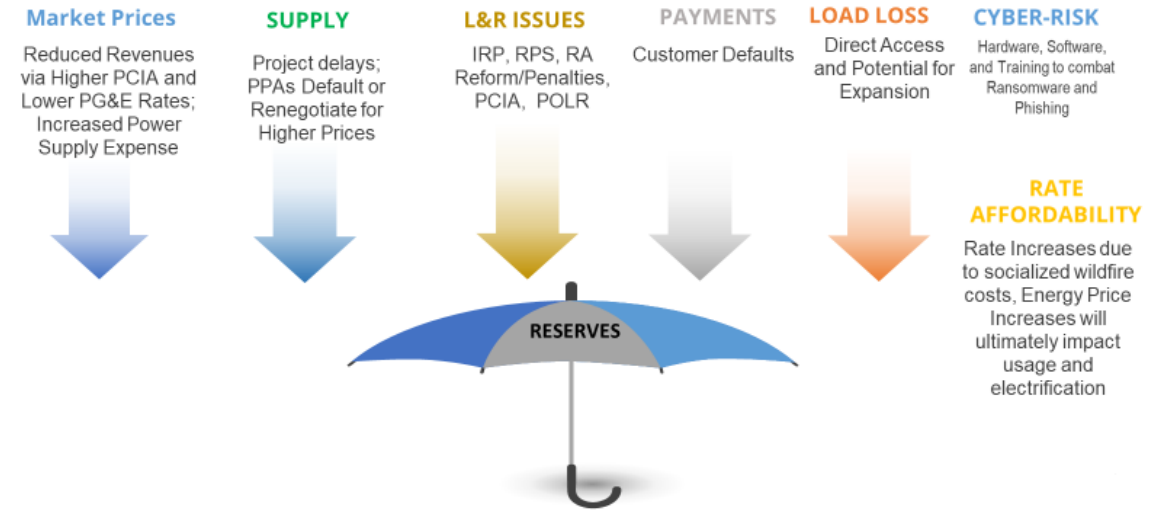 Market Prices
Reduced Revenues
via Higher PCIA and
Lower PG&E Rates;
Increased Power
Supply Expense
SUPPLY
Project delays;
PPAs Default or
Renegotiate for
Higher Prices
L&R ISSUES
IRP, RPS, RA
Reform/Penalties,
PCIA, POLR
PAYMENTS
Customer Defaults
LOAD LOSS
Direct Access
and Potential for
Expansion
CYBER-RISK
Hardware, Software,
and Training to combat
Ransomware and
Phishing
RATE
AFFORDABILITY
Rate Increases due
to socialized wildfire
costs, Energy Price
Increases will
ultimately impact
usage and
electrification
RESERVES